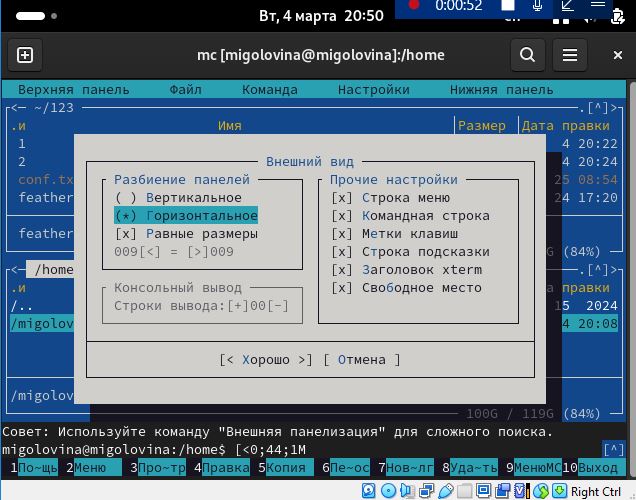 Вт, 4 марта 20:50
0:00:52
mc [migolovina@migolovina]:/home
Верхняя панель Файл Команда Настройки Нижняя панель
<— ~/123 .[^]>
.и Имя Размер Дата правки
1 4 20:22
2 4 20:24
conf.tx 25 08:54
feather 24 17:20
feather
G (84%)
Внешний вид
Разбиение панелей
( ) Вертикальное
(*) Горизонтальное
[x] Равные размеры
009[<] = [>]009
Консольный вывод
Строки вывода:[+]00[-]
Прочие настройки
[x] Строка меню
[x] Командная строка
[x] Метки клавиш
[x] Строка подсказки
[x] Заголовок xterm
[x] Свободное место
[< Хорошо >] [ Отмена ]
<— /home .[^]>
.и правки
/.. 15 2024
/migolov 4 20:08
/migolov
100G / 119G (84%)
Совет: Используйте команду "Внешняя панелизация" для сложного поиска.
migolovina@migolovina:/home$ [<0;44;1M [^]
1По~щь 2Меню 3Про~тр 4Правка 5Копия 6Пе~ос 7Нов~лг 8Уда~ть 9МенюMC 10Выход
Right Ctrl